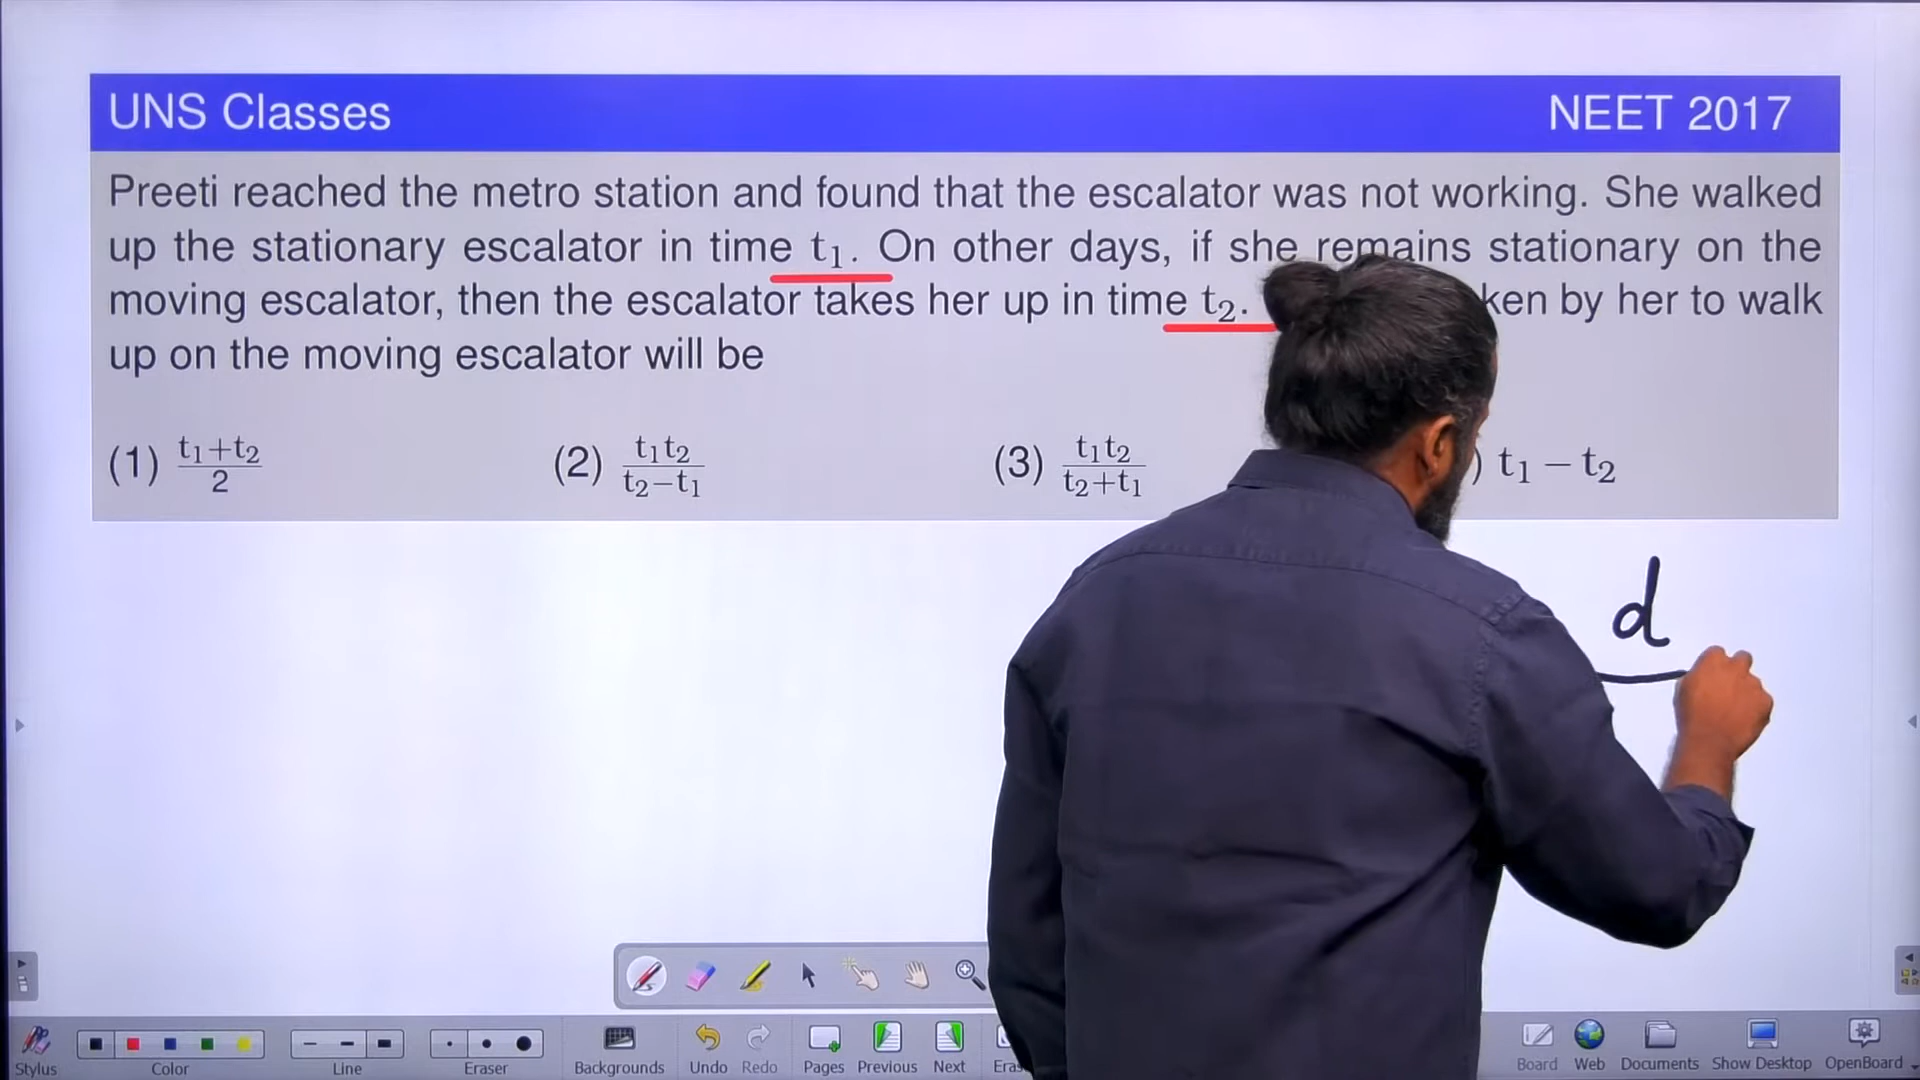 UNS Classes NEET 2017
Preeti reached the metro station and found that the escalator was not working. She walked
up the stationary escalator in time t₁. On other days, if she remains stationary on the
moving escalator, then the escalator takes her up in time t₂. ken by her to walk
up on the moving escalator will be
(1) t₁+t₂/2 (2) t₁t₂/t₂−t₁ (3) t₁t₂/t₂+t₁ ) t₁ − t₂
d
Stylus Color Line Eraser Backgrounds Undo Redo Pages Previous Next Eras Board Web Documents Show Desktop OpenBoard